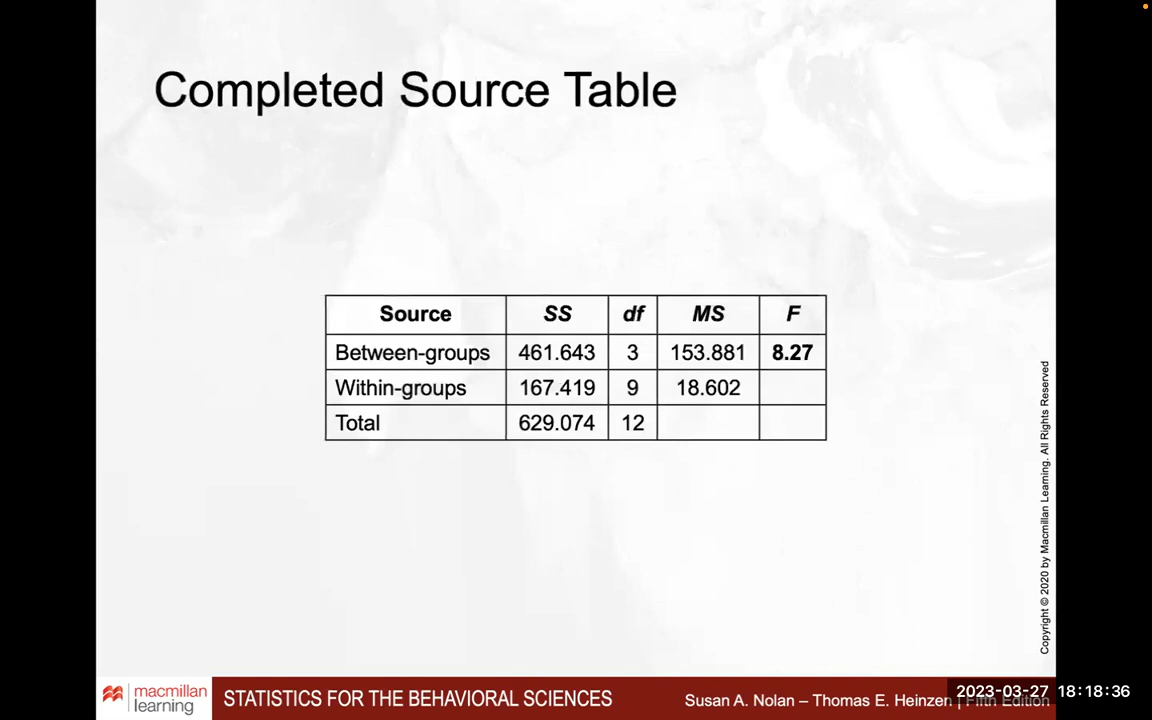 Completed Source Table
Source SS df MS F
Between-groups 461.643 3 153.881 8.27
Within-groups 167.419 9 18.602
Total 629.074 12
Copyright © 2020 by Macmillan Learning. All Rights Reserved
macmillan
learning
STATISTICS FOR THE BEHAVIORAL SCIENCES
Susan A. Nolan – Thomas E. Heinzen | Fifth Edition
2023-03-27 18:18:36